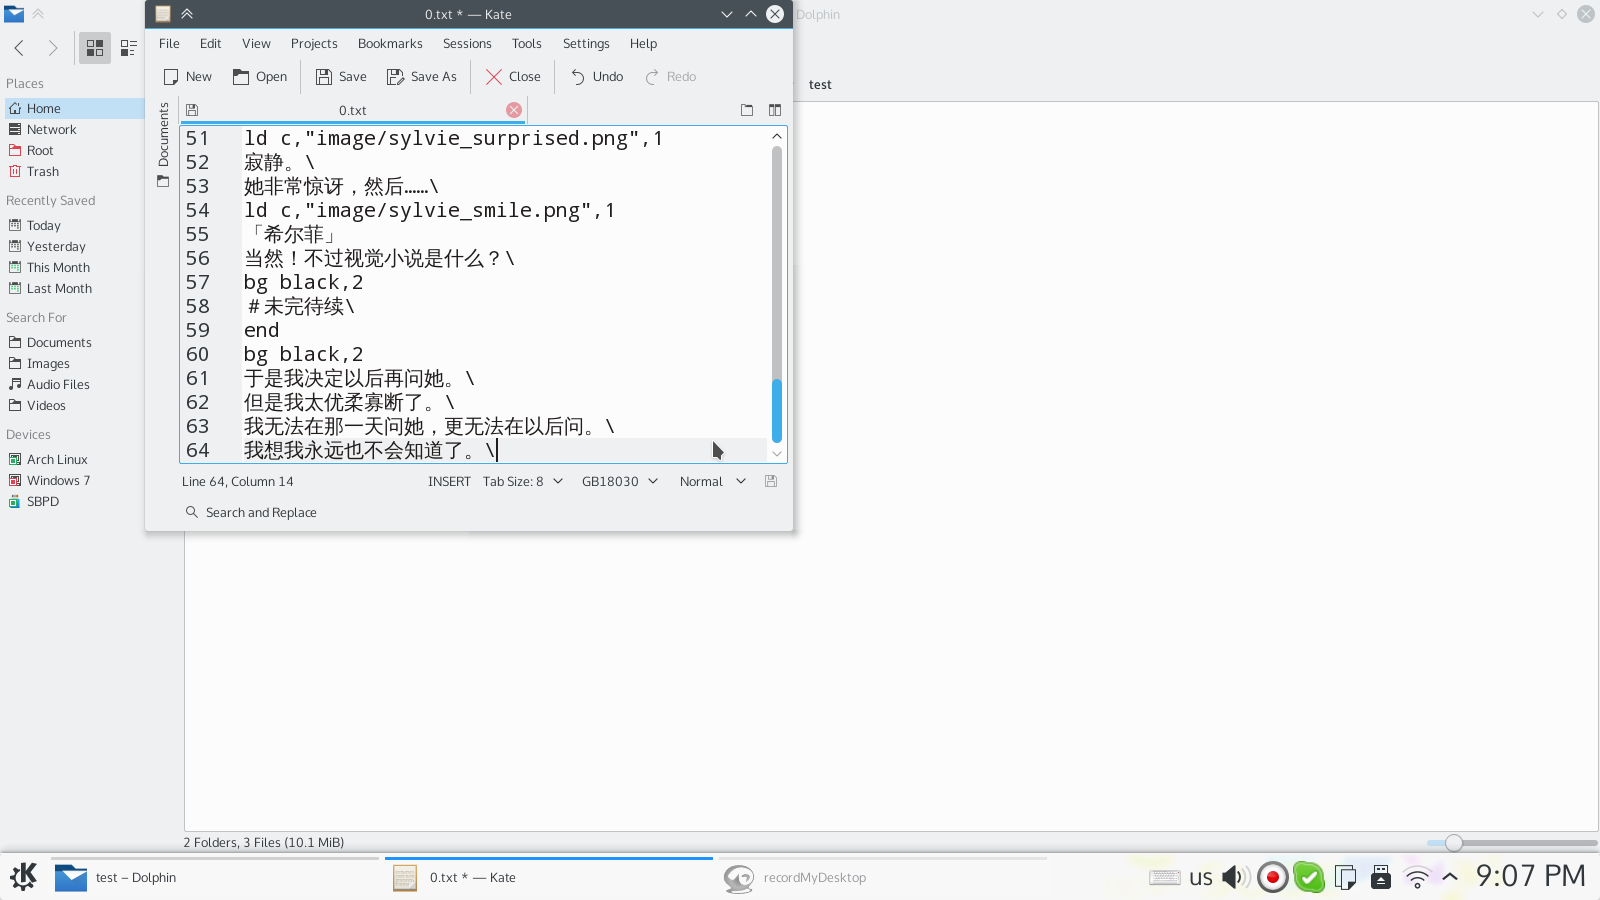 0.txt * — Kate
Dolphin
File Edit View Projects Bookmarks Sessions Tools Settings Help
New Open Save Save As Close Undo Redo
test
Places
Home
Network
Root
Trash
Recently Saved
Today
Yesterday
This Month
Last Month
Search For
Documents
Images
Audio Files
Videos
Devices
Arch Linux
Windows 7
SBPD
Documents
0.txt
51 ld c,"image/sylvie_surprised.png",1
52 寂静。\
53 她非常惊讶，然后……\
54 ld c,"image/sylvie_smile.png",1
55 「希尔菲」
56 当然！不过视觉小说是什么？\
57 bg black,2
58 ＃未完待续\
59 end
60 bg black,2
61 于是我决定以后再问她。\
62 但是我太优柔寡断了。\
63 我无法在那一天问她，更无法在以后问。\
64 我想我永远也不会知道了。\
Line 64, Column 14 INSERT Tab Size: 8 GB18030 Normal
Search and Replace
2 Folders, 3 Files (10.1 MiB)
test – Dolphin
0.txt * — Kate
recordMyDesktop
us
9:07 PM